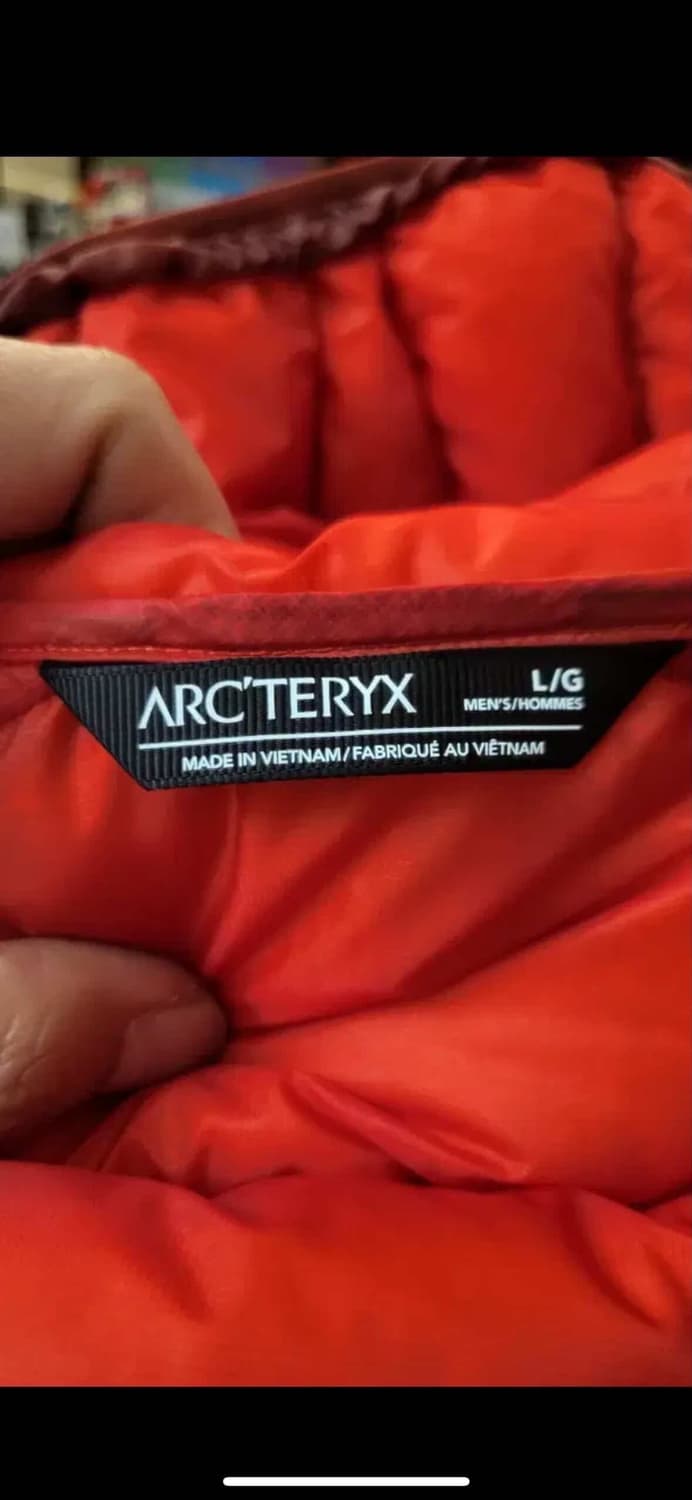 ARC'TERYX
L/G
MEN'S/HOMMES
MADE IN VIETNAM/FABRIQUÉ AU VIÊTNAM